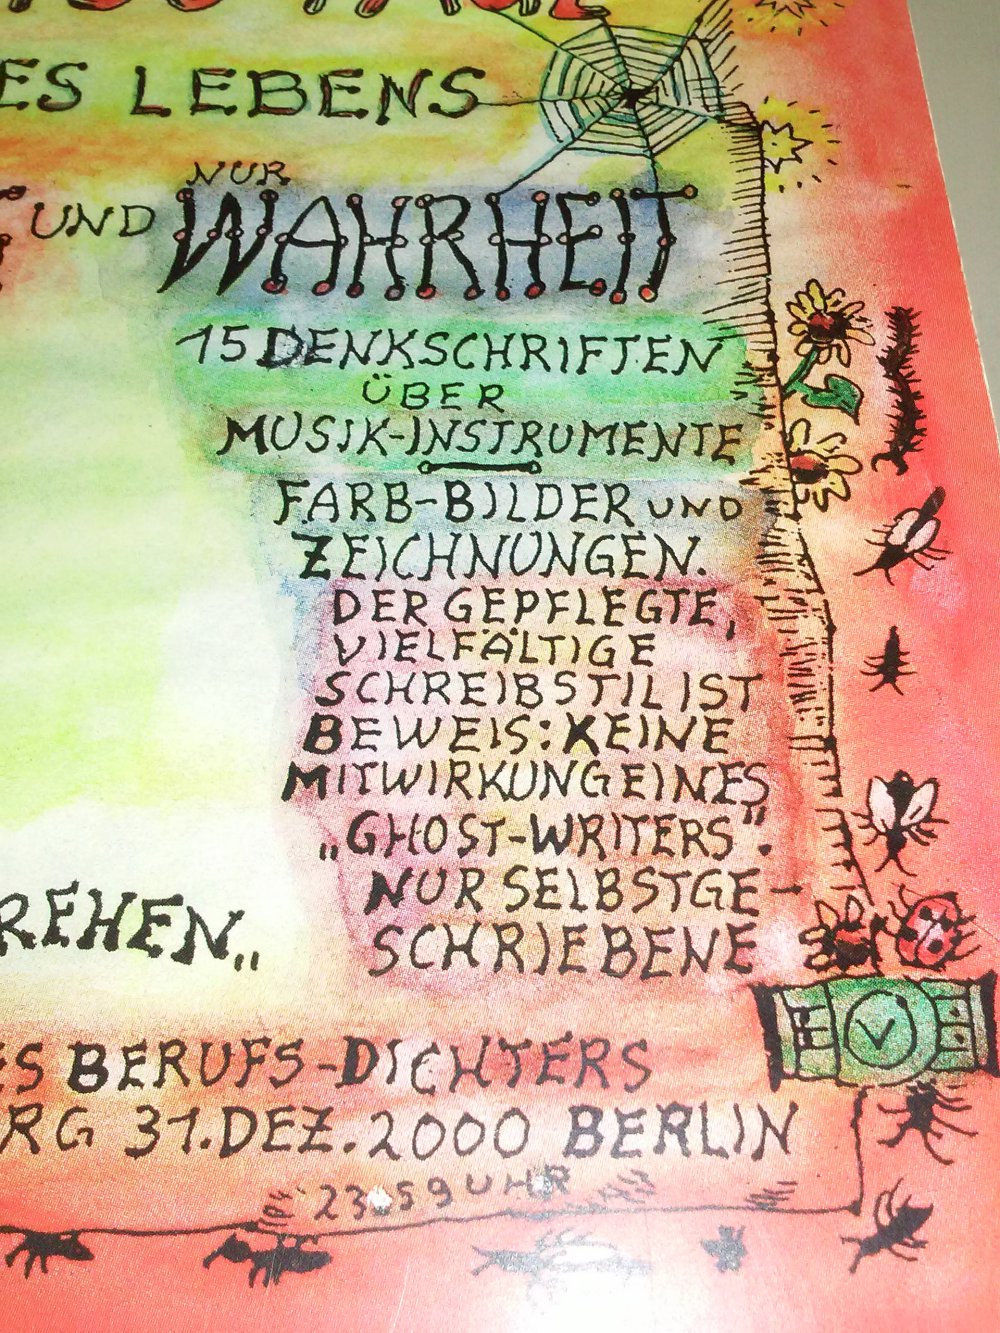 ES LEBENS
NUR
UND WAHRHEIT
15 DENKSCHRIFTEN
ÜBER
MUSIK-INSTRUMENTE
FARB-BILDER UND
ZEICHNUNGEN.
DER GEPFLEGTE,
VIELFÄLTIGE
SCHREIBSTIL IST
BEWEIS: KEINE
MITWIRKUNG EINES
„GHOST-WRITERS".
NUR SELBSTGE-
SCHRIEBENE
REHEN„
ES BERUFS-DICHTERS
RG 31.DEZ.2000 BERLIN
23.59 UHR